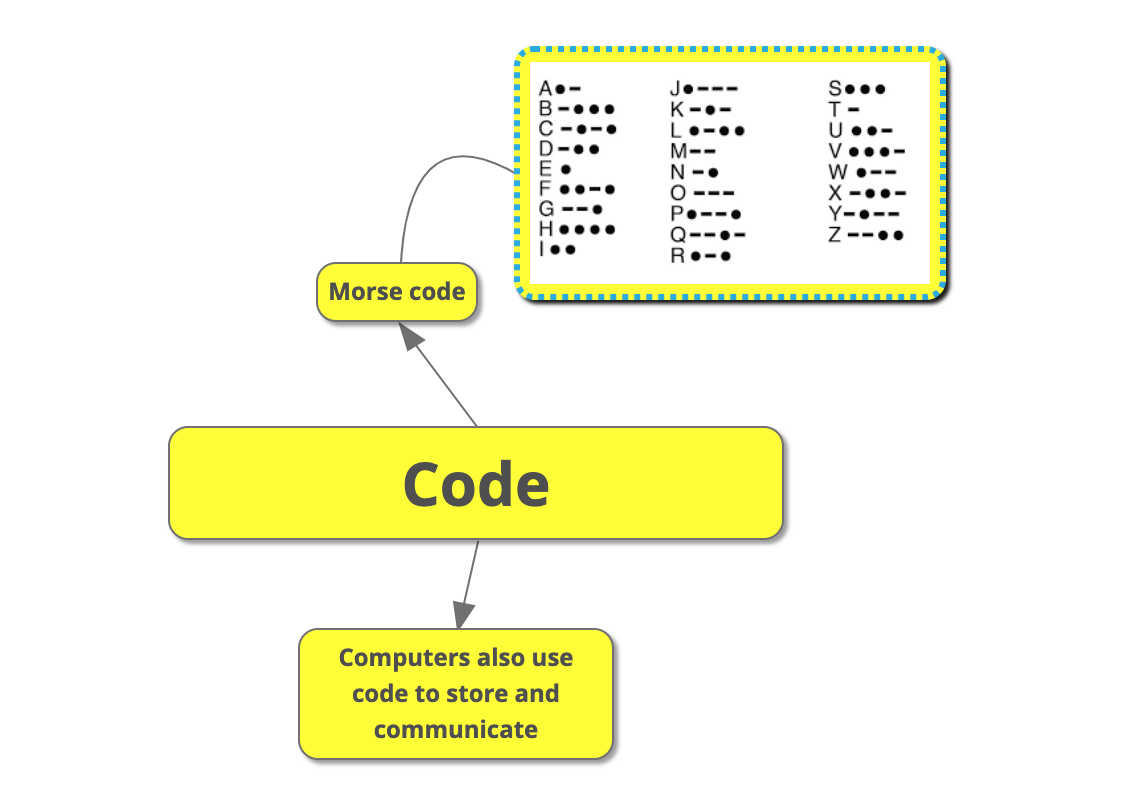 A●-
B-●●●
C-●-●
D-●●
E●
F●●-●
G--●
H●●●●
I●●
J●---
K-●-
L●-●●
M--
N-●
O---
P●--●
Q--●-
R●-●
S●●●
T-
U●●-
V●●●-
W●--
X-●●-
Y-●--
Z--●●
Morse code
Code
Computers also use
code to store and
communicate